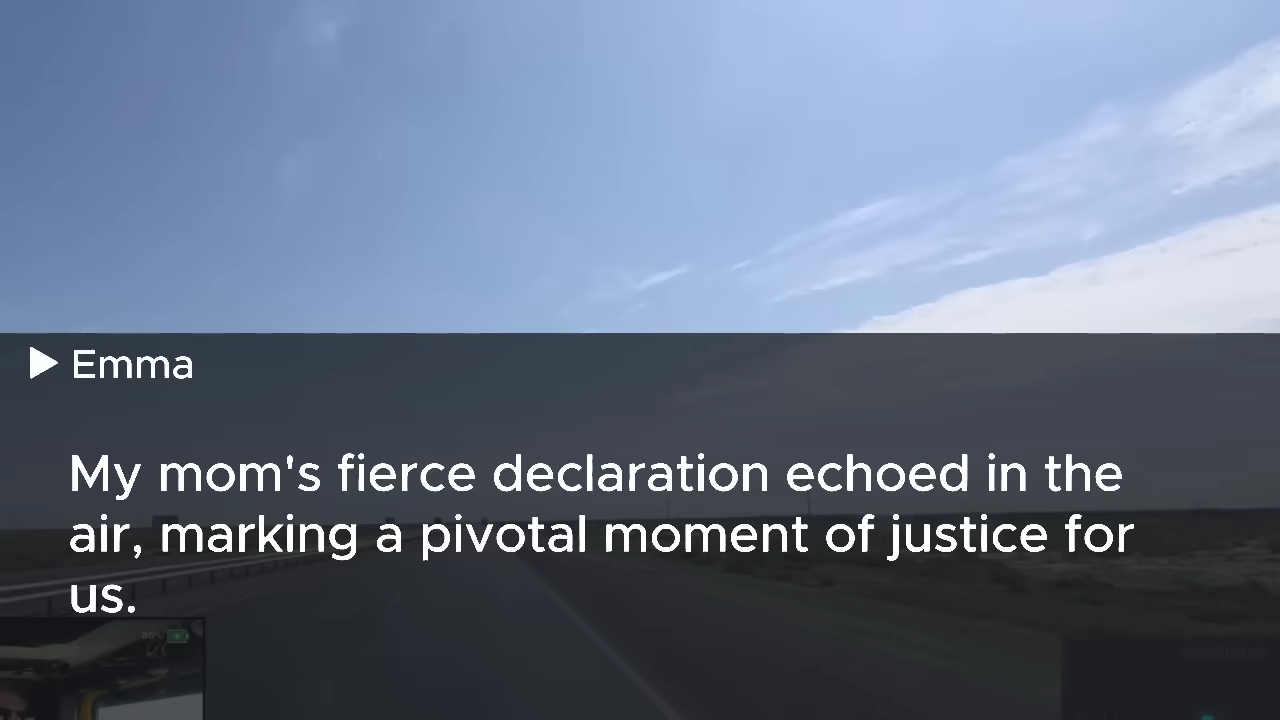 Emma
My mom's fierce declaration echoed in the
air, marking a pivotal moment of justice for
us.